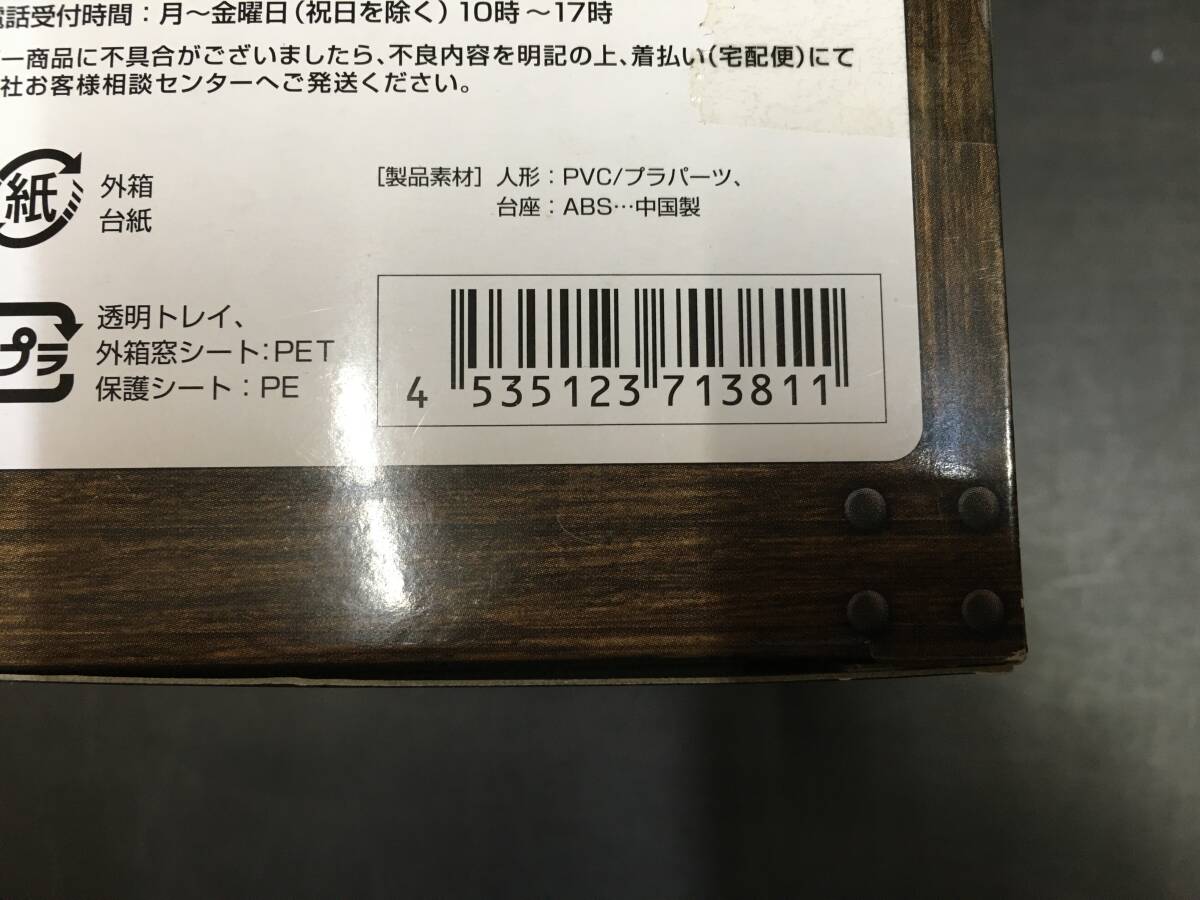 電話受付時間：月～金曜日（祝日を除く）10時～17時
一商品に不具合がございましたら、不良内容を明記の上、着払い（宅配便）にて
社お客様相談センターへご発送ください。
紙
外箱
台紙
［製品素材］ 人形：PVC/プラパーツ、
台座：ABS…中国製
プラ
透明トレイ、
外箱窓シート：PET
保護シート：PE
4 535123 713811